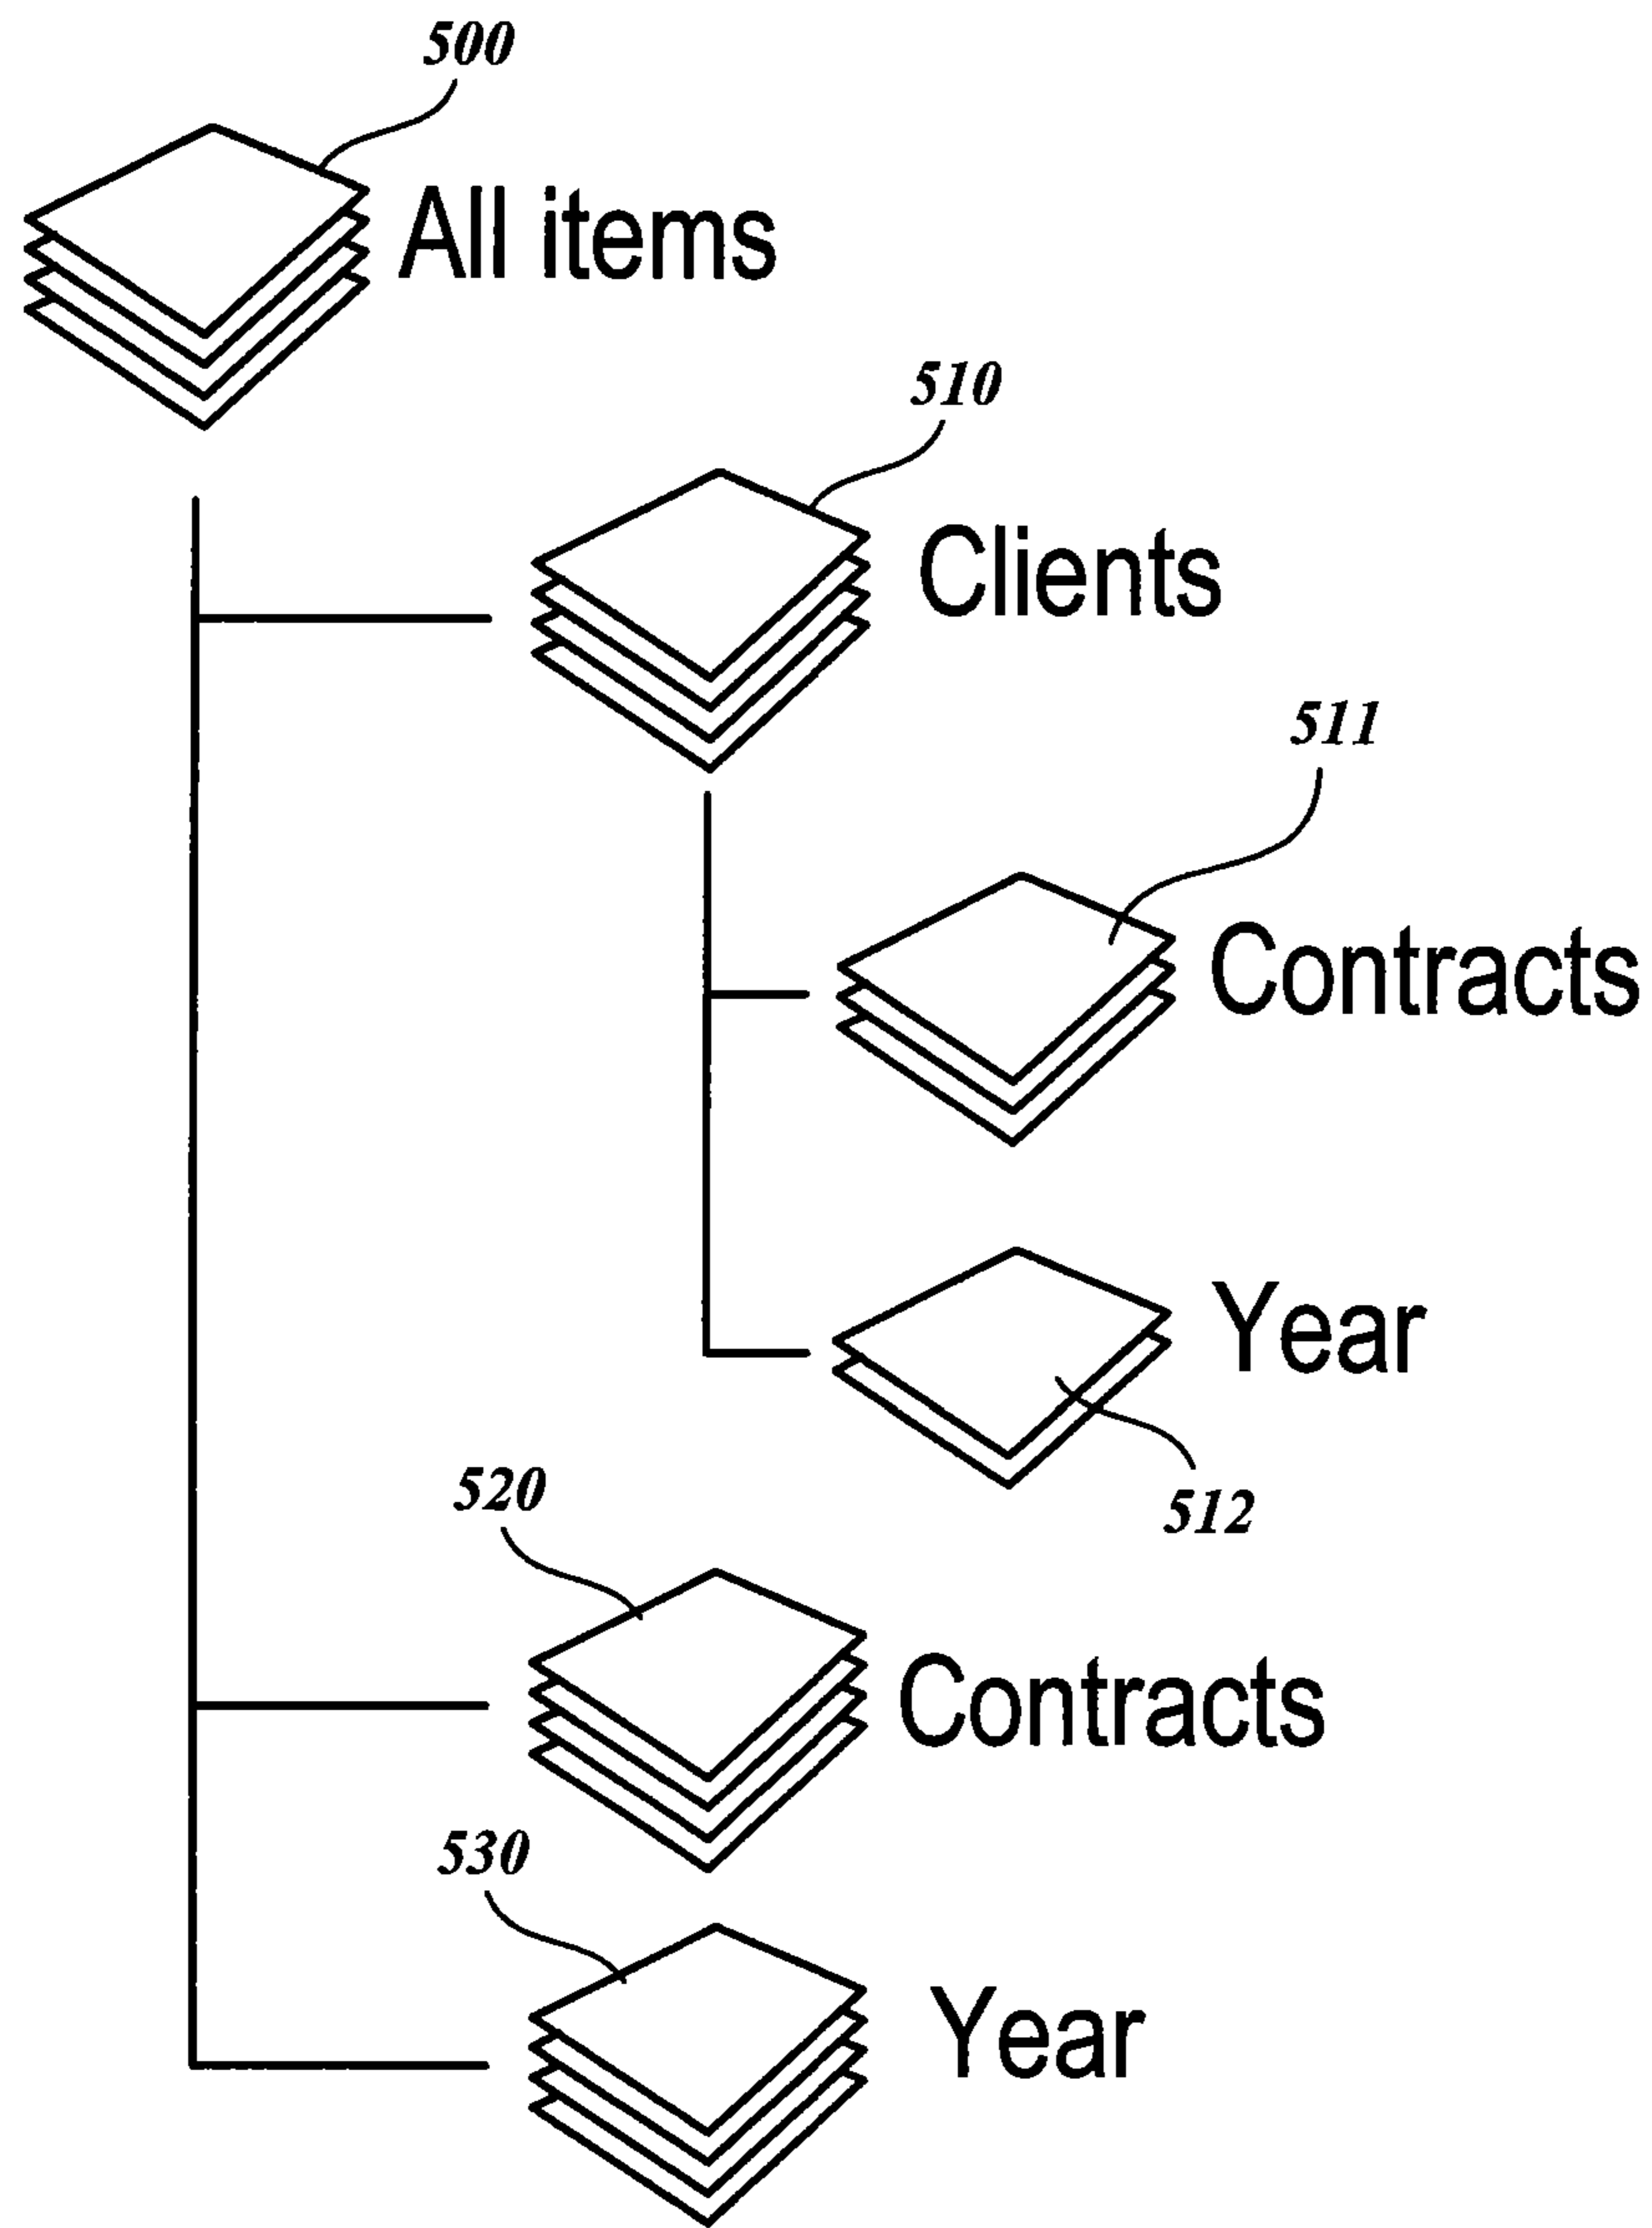 500
All items
510
Clients
511
Contracts
Year
512
520
Contracts
530
Year